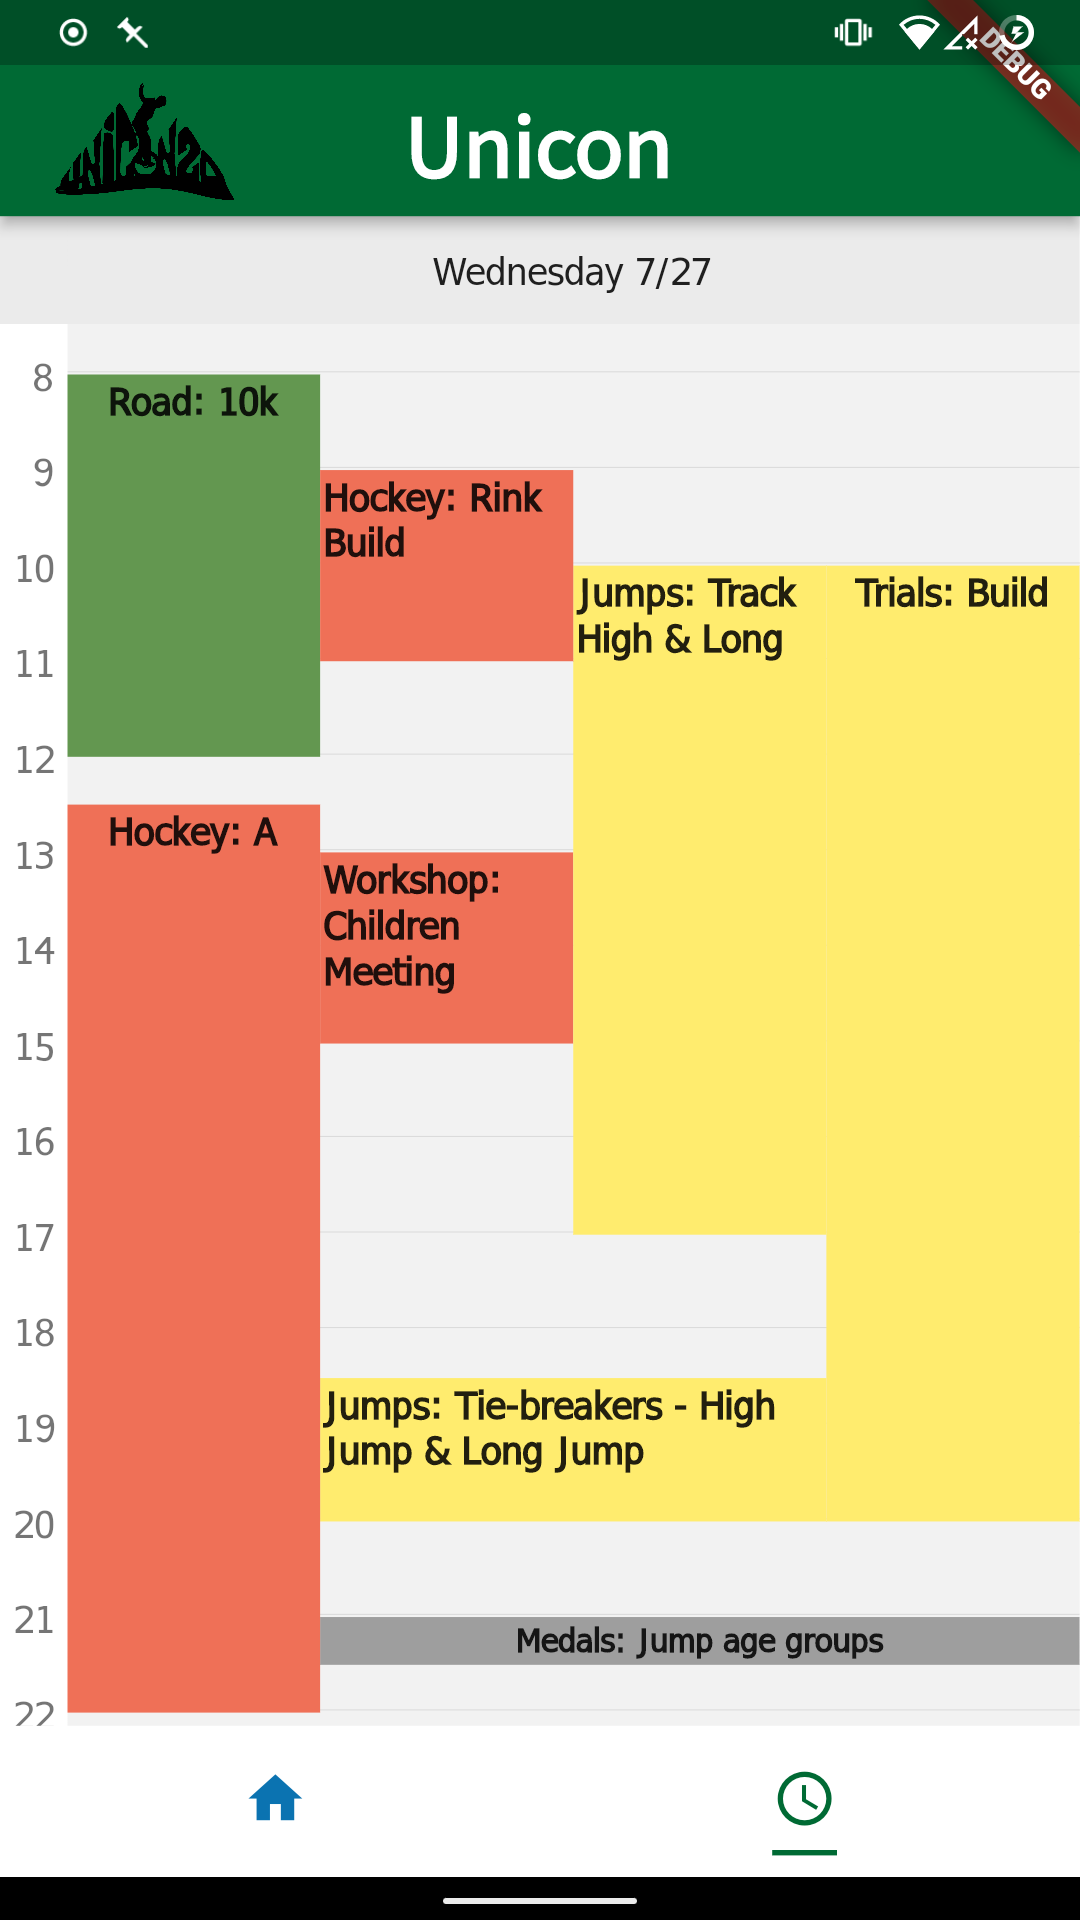 DEBUG
UNICON20
Unicon
Wednesday 7/27
8
Road: 10k
9
Hockey: Rink
Build
10
Jumps: Track
High & Long
Trials: Build
11
12
Hockey: A
13
Workshop:
Children
Meeting
14
15
16
17
18
19
Jumps: Tie-breakers - High
Jump & Long Jump
20
21
Medals: Jump age groups
22